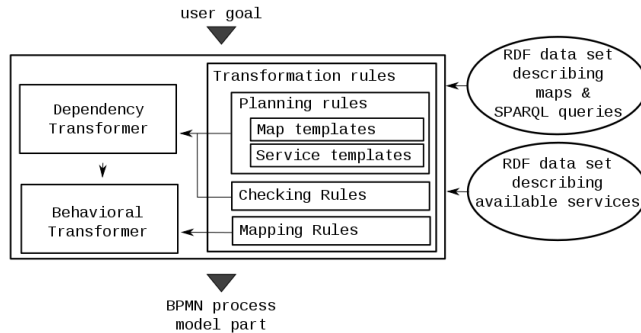 user goal
Transformation rules
Planning rules
Map templates
Service templates
Checking Rules
Mapping Rules
Dependency
Transformer
Behavioral
Transformer
RDF data set
describing
maps &
SPARQL queries
RDF data set
describing
available services
BPMN process
model part